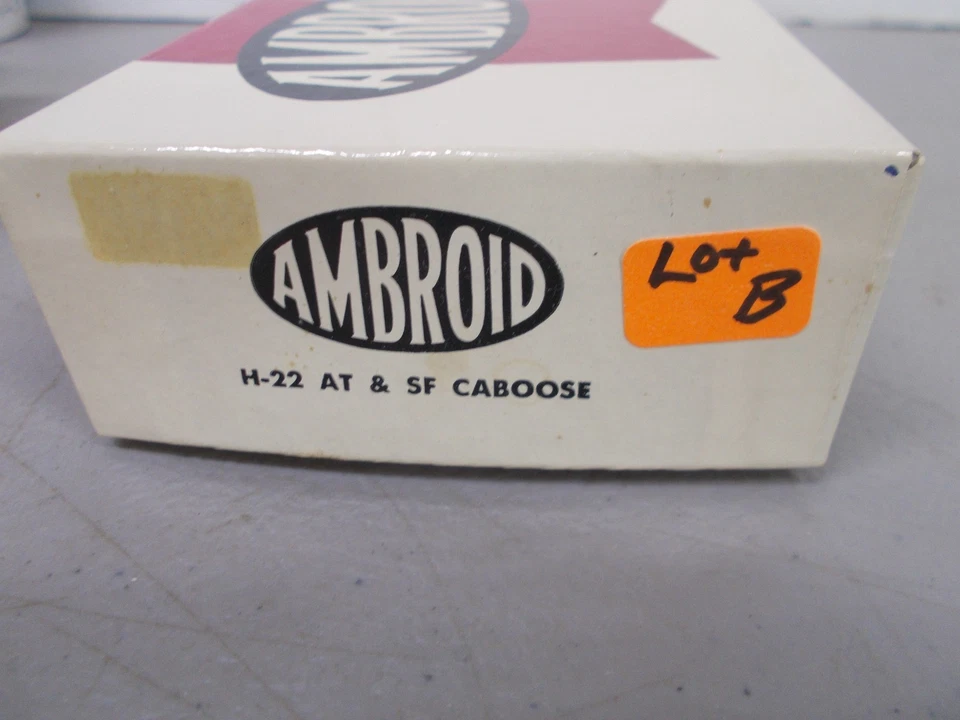 AMBROID
AMBROID
Lot
B
H-22 AT & SF CABOOSE